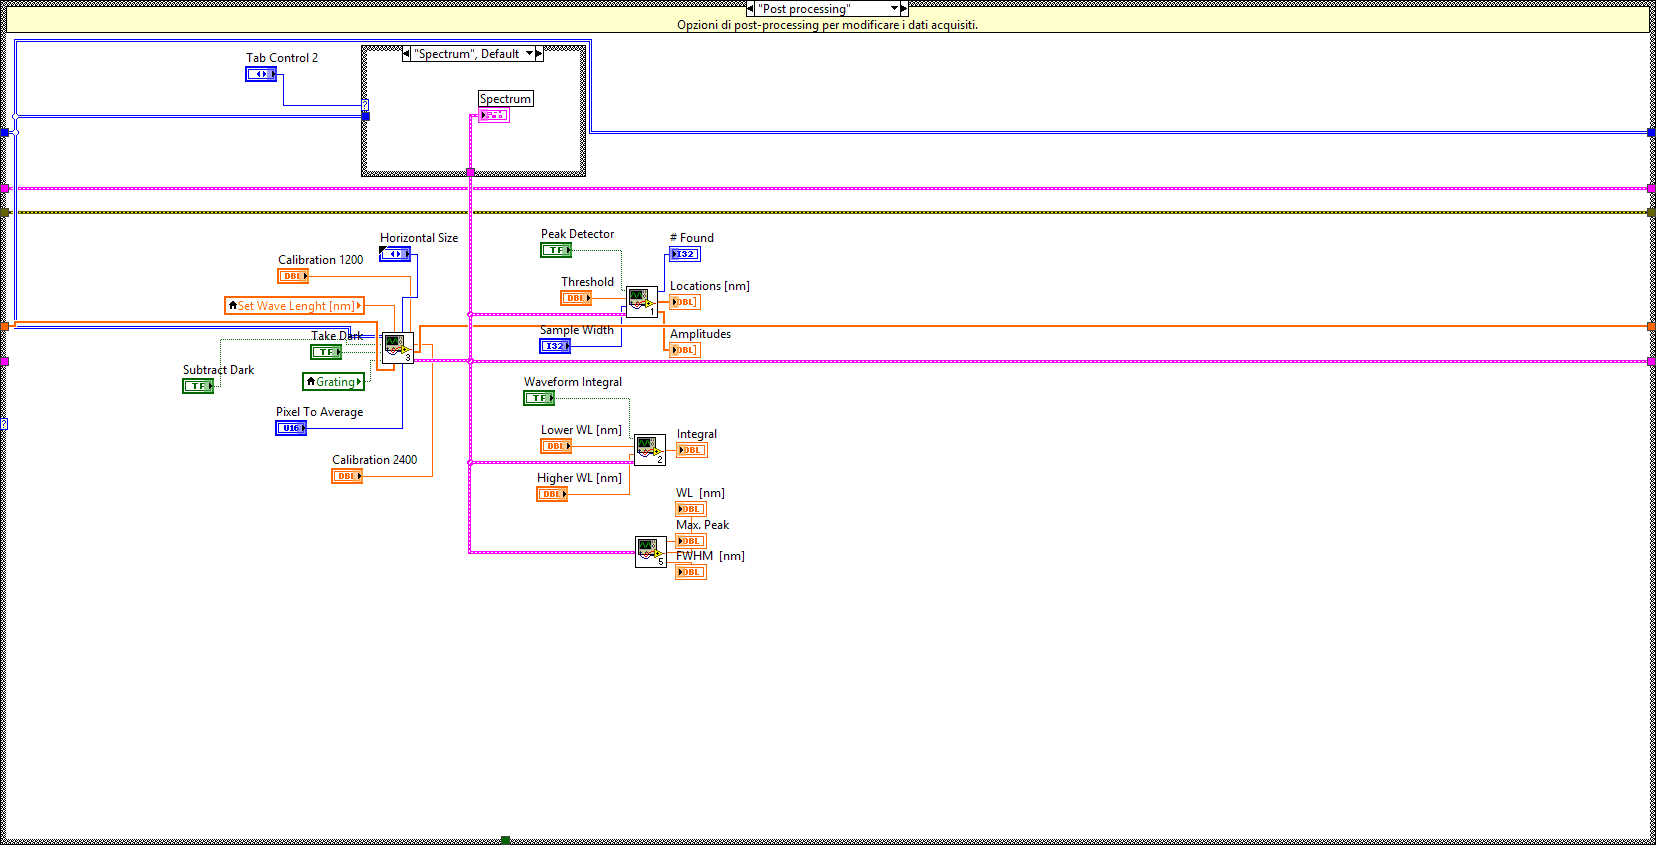 "Post processing"
Opzioni di post-processing per modificare i dati acquisiti.
"Spectrum", Default
Tab Control 2
?
Spectrum
Horizontal Size
Peak Detector
TF
# Found
I32
Calibration 1200
DBL
Threshold
DBL
Locations [nm]
DBL
Set Wave Lenght [nm]
1
Sample Width
I32
Amplitudes
DBL
Take Dark
TF
3
Subtract Dark
TF
Grating
Waveform Integral
TF
Pixel To Average
U16
Lower WL [nm]
DBL
Integral
DBL
2
Calibration 2400
DBL
Higher WL [nm]
DBL
WL [nm]
DBL
Max. Peak
DBL
FWHM [nm]
DBL
5
?